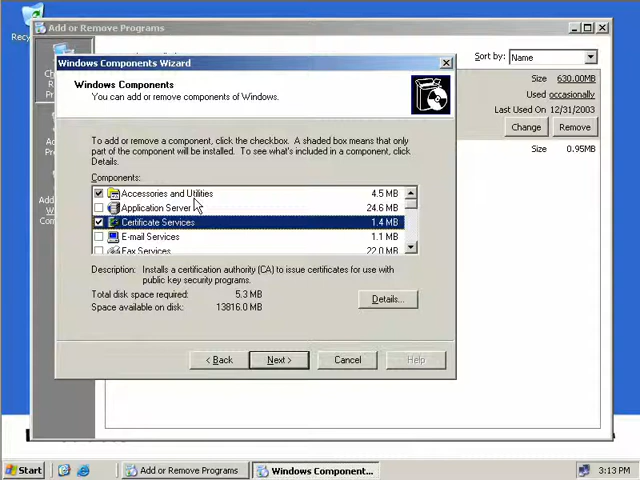 Recyc
Add or Remove Programs
Sort by: Name
Windows Components Wizard
Windows Components
You can add or remove components of Windows.
Size 630.00MB
Used occasionally
Last Used On 12/31/2003
Change Remove
Size 0.95MB
To add or remove a component, click the checkbox. A shaded box means that only
part of the component will be installed. To see what's included in a component, click
Details.
Components:
Accessories and Utilities 4.5 MB
Application Server 24.6 MB
Certificate Services 1.4 MB
E-mail Services 1.1 MB
Fax Services 22.0 MB
Description: Installs a certification authority (CA) to issue certificates for use with
public key security programs.
Total disk space required: 5.3 MB
Space available on disk: 13816.0 MB
Details...
< Back Next > Cancel Help
Start Add or Remove Programs Windows Component... 3:13 PM